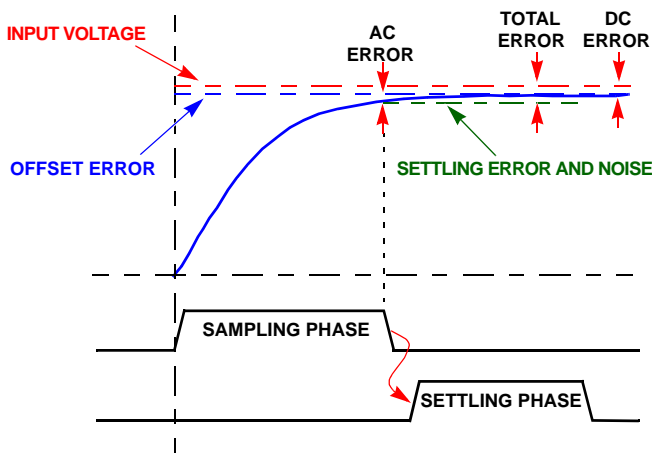 INPUT VOLTAGE
AC
ERROR
TOTAL
ERROR
DC
ERROR
OFFSET ERROR
SETTLING ERROR AND NOISE
SAMPLING PHASE
SETTLING PHASE